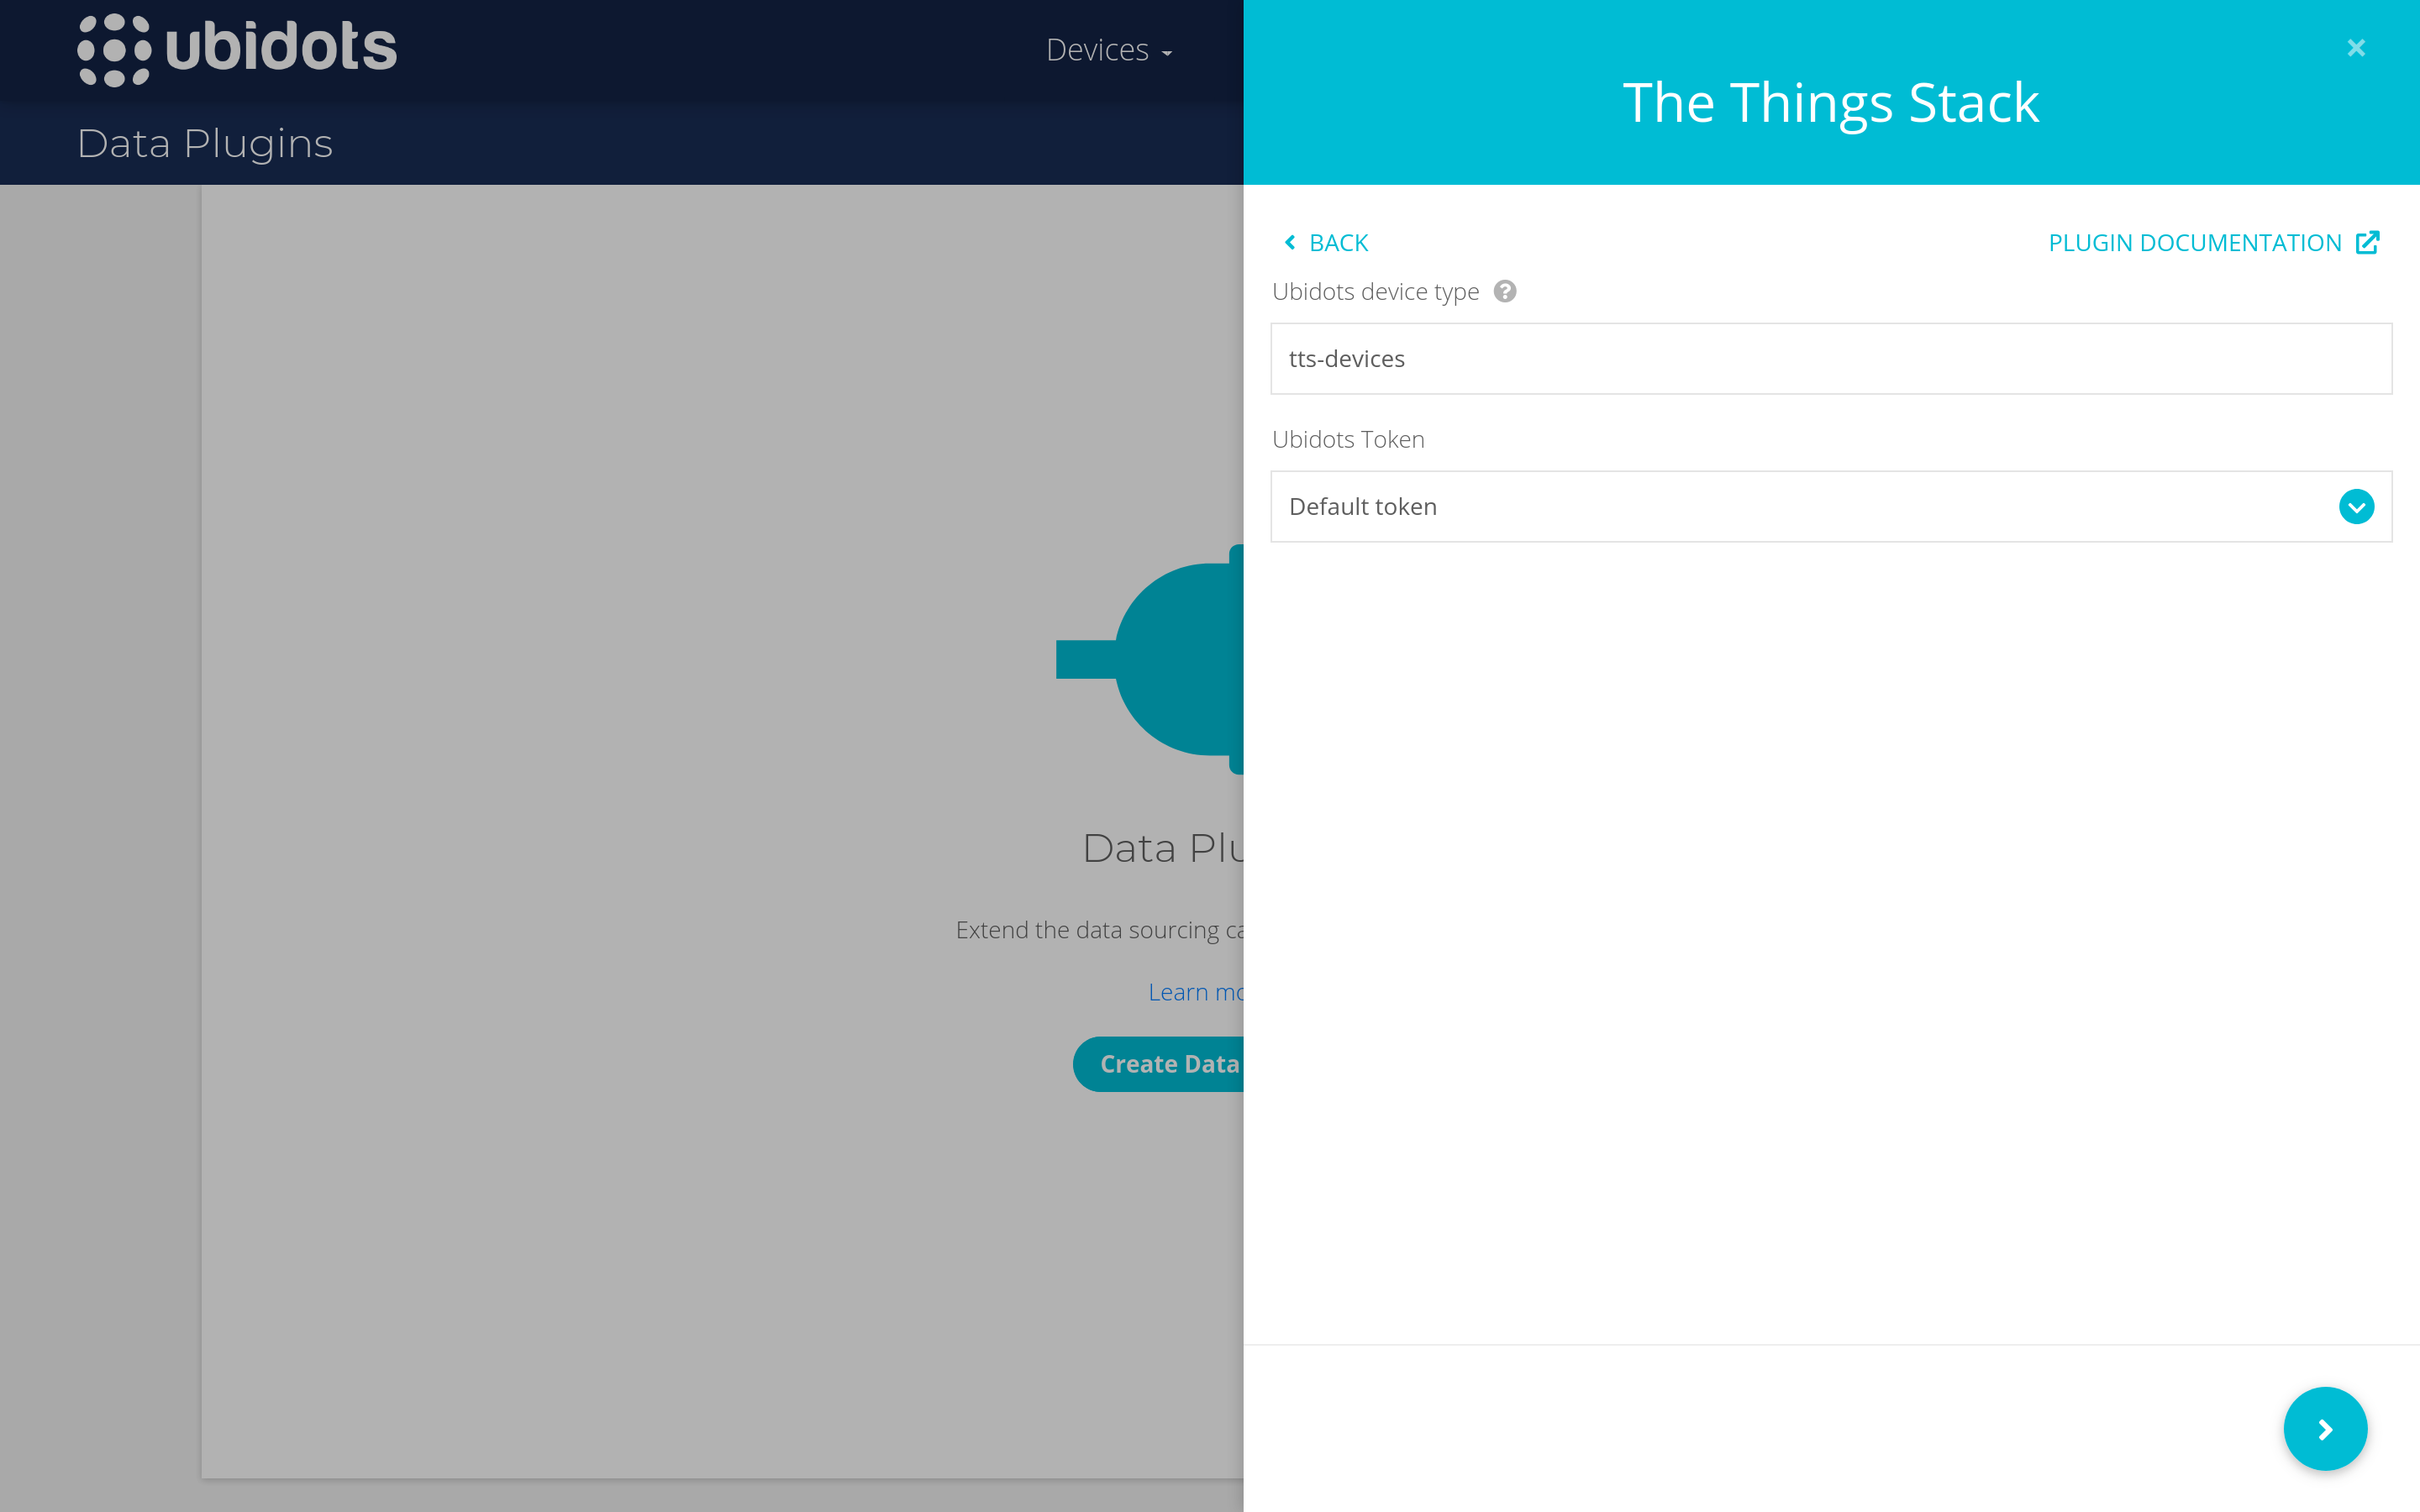 ubidots
Devices
Data Plugins
The Things Stack
BACK
PLUGIN DOCUMENTATION
Ubidots device type
tts-devices
Ubidots Token
Default token
Data Plu
Extend the data sourcing ca
Learn mo
Create Data